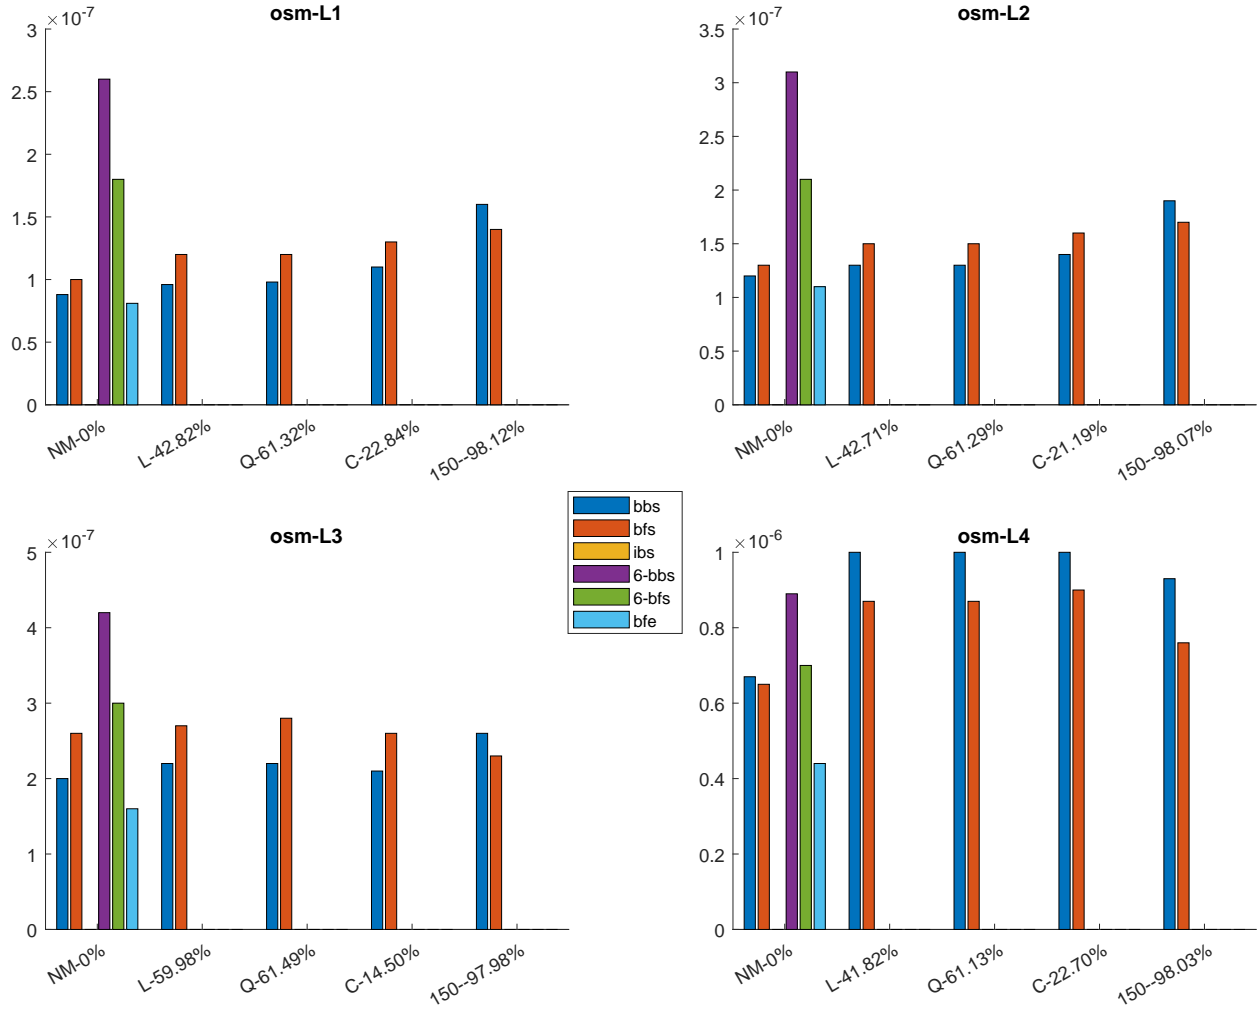 osm-L1
×10^-7
3
2.5
2
1.5
1
0.5
0
NM-0%
L-42.82%
Q-61.32%
C-22.84%
150--98.12%
osm-L2
×10^-7
3.5
3
3.5
2
1.5
1
0.5
0
NM-0%
L-42.71%
Q-61.29%
C-21.19%
150--98.07%
bbs
bfs
ibs
6-bbs
6-bfs
bfe
osm-L3
×10^-7
5
4
3
2
1
0
NM-0%
L-59.98%
Q-61.49%
C-14.50%
150--97.98%
osm-L4
×10^-6
1
0.8
0.6
0.4
0.2
0
NM-0%
L-41.82%
Q-61.13%
C-22.70%
150--98.03%